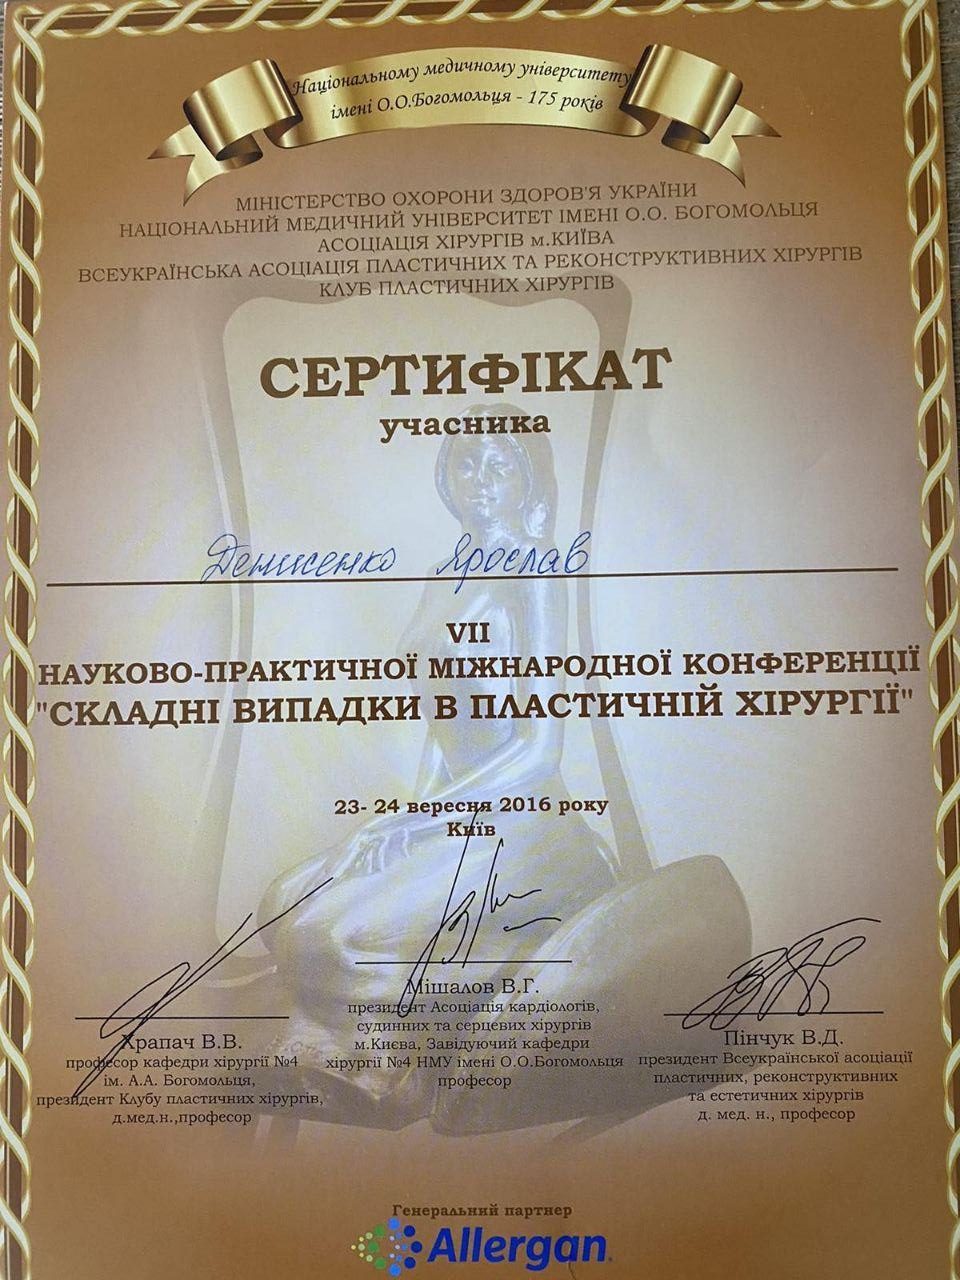 Національному медичному університету
імені О.О.Богомольця - 175 років
МІНІСТЕРСТВО ОХОРОНИ ЗДОРОВ'Я УКРАЇНИ
НАЦІОНАЛЬНИЙ МЕДИЧНИЙ УНІВЕРСИТЕТ ІМЕНІ О.О. БОГОМОЛЬЦЯ
АСОЦІАЦІЯ ХІРУРГІВ м.КИЇВА
ВСЕУКРАЇНСЬКА АСОЦІАЦІЯ ПЛАСТИЧНИХ ТА РЕКОНСТРУКТИВНИХ ХІРУРГІВ
КЛУБ ПЛАСТИЧНИХ ХІРУРГІВ
СЕРТИФІКАТ
учасника
Денисенко Ярослав
VII
НАУКОВО-ПРАКТИЧНОЇ МІЖНАРОДНОЇ КОНФЕРЕНЦІЇ
"СКЛАДНІ ВИПАДКИ В ПЛАСТИЧНІЙ ХІРУРГІЇ"
23- 24 вересня 2016 року
Київ
Храпач В.В.
професор кафедри хірургії №4
ім. А.А. Богомольця,
президент Клубу пластичних хірургів,
д.мед.н.,професор
Мішалов В.Г.
президент Асоціація кардіологів,
судинних та серцевих хірургів
м.Києва, Завідуючий кафедри
хірургії №4 НМУ імені О.О.Богомольця
професор
Пінчук В.Д.
президент Всеукраїнської асоціації
пластичних, реконструктивних
та естетичних хірургів
д. мед. н., професор
Генеральний партнер
Allergan